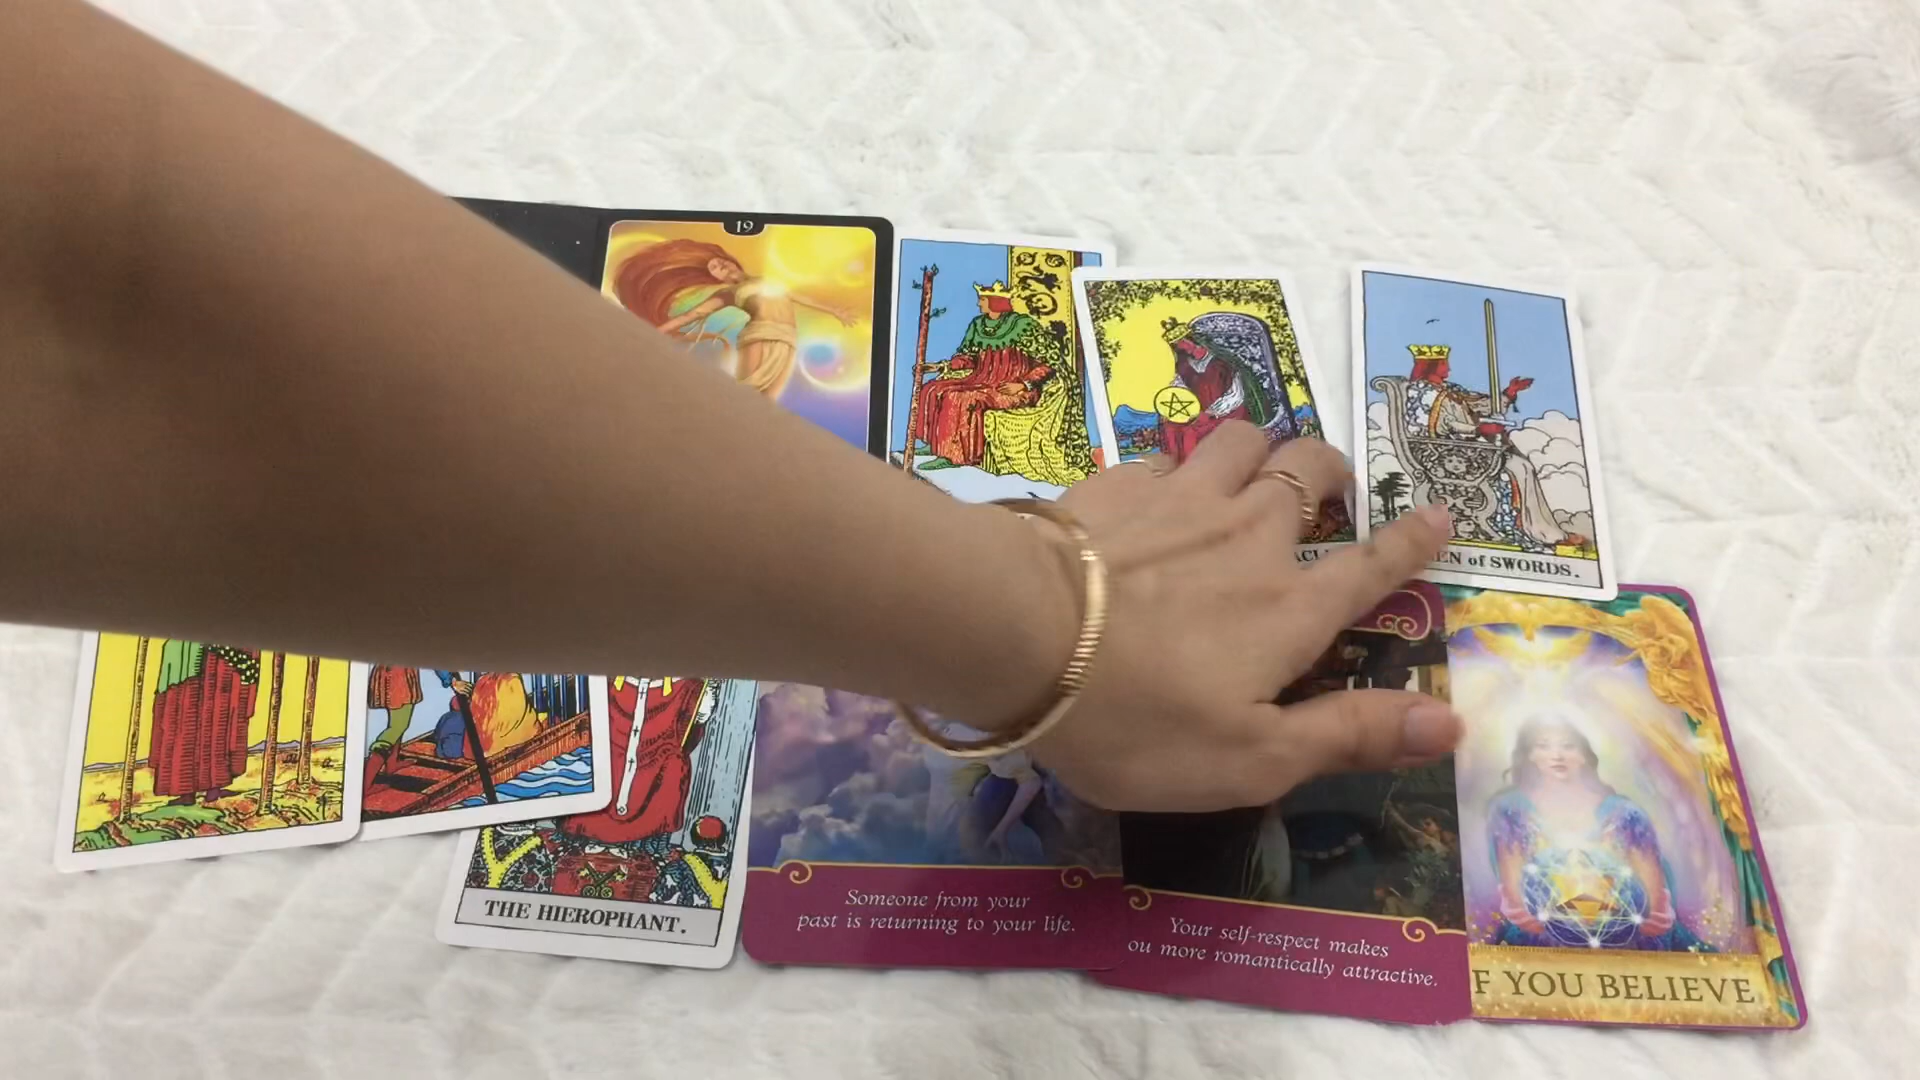 19
EN of SWORDS.
THE HIEROPHANT.
Someone from your
past is returning to your life.
Your self-respect makes
ou more romantically attractive.
F YOU BELIEVE